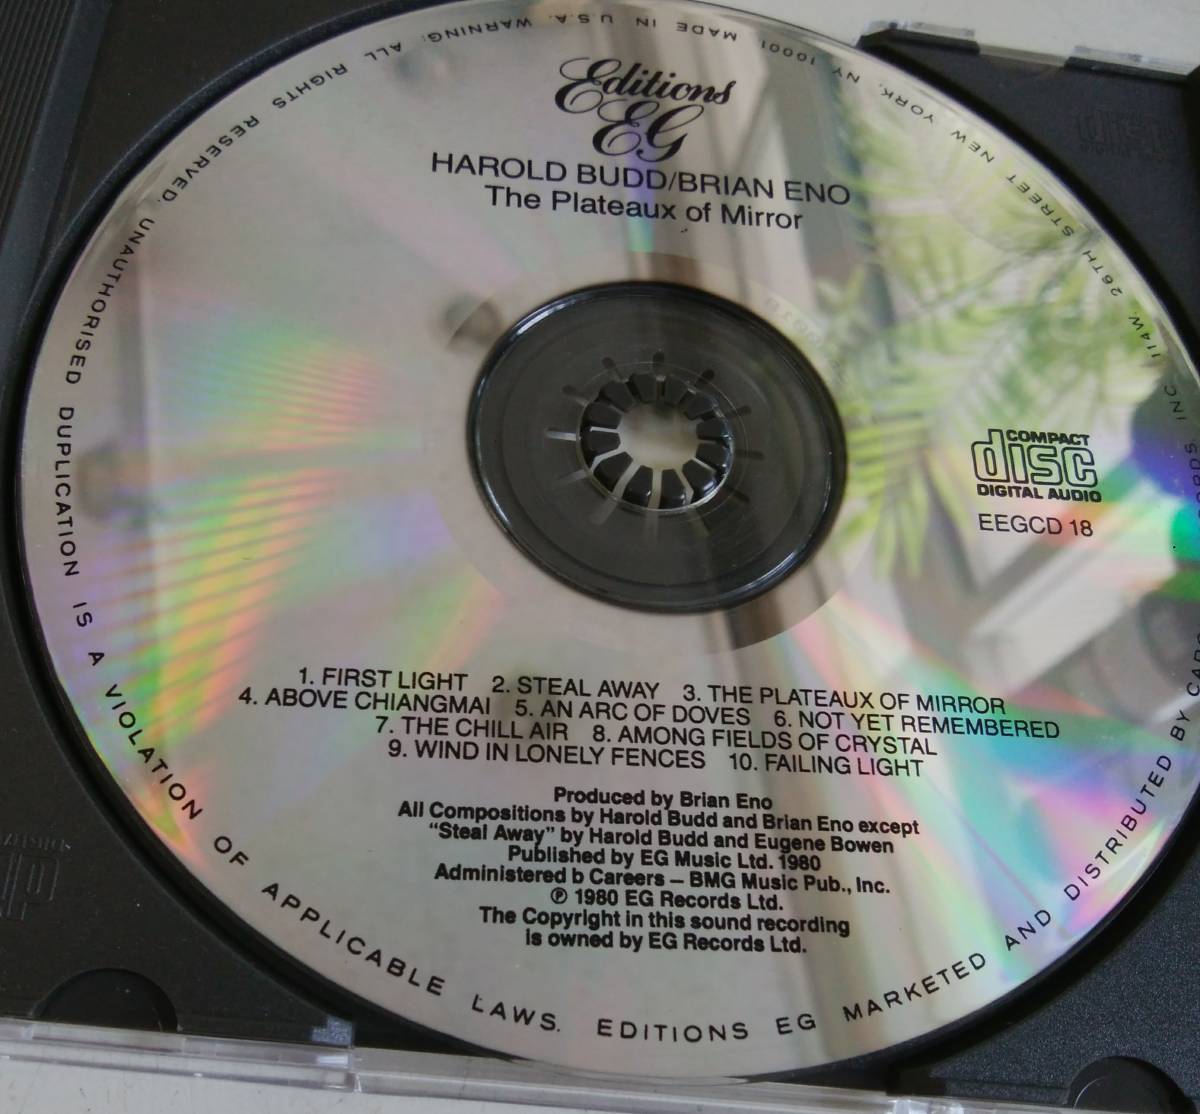 Editions
EG
HAROLD BUDD/BRIAN ENO
The Plateaux of Mirror
COMPACT
disc
DIGITAL AUDIO
EEGCD 18
1. FIRST LIGHT 2. STEAL AWAY 3. THE PLATEAUX OF MIRROR
4. ABOVE CHIANGMAI 5. AN ARC OF DOVES 6. NOT YET REMEMBERED
7. THE CHILL AIR 8. AMONG FIELDS OF CRYSTAL
9. WIND IN LONELY FENCES 10. FAILING LIGHT
Produced by Brian Eno
All Compositions by Harold Budd and Brian Eno except
“Steal Away” by Harold Budd and Eugene Bowen
Published by EG Music Ltd. 1980
Administered b Careers – BMG Music Pub., Inc.
℗ 1980 EG Records Ltd.
The Copyright in this sound recording
is owned by EG Records Ltd.
EDITIONS EG MARKETED AND DISTRIBUTED BY INC. 114W. 26TH STREET NEW YORK, NY 10001 MADE IN U.S.A. WARNING: ALL RIGHTS RESERVED. UNAUTHORISED DUPLICATION IS A VIOLATION OF APPLICABLE LAWS.